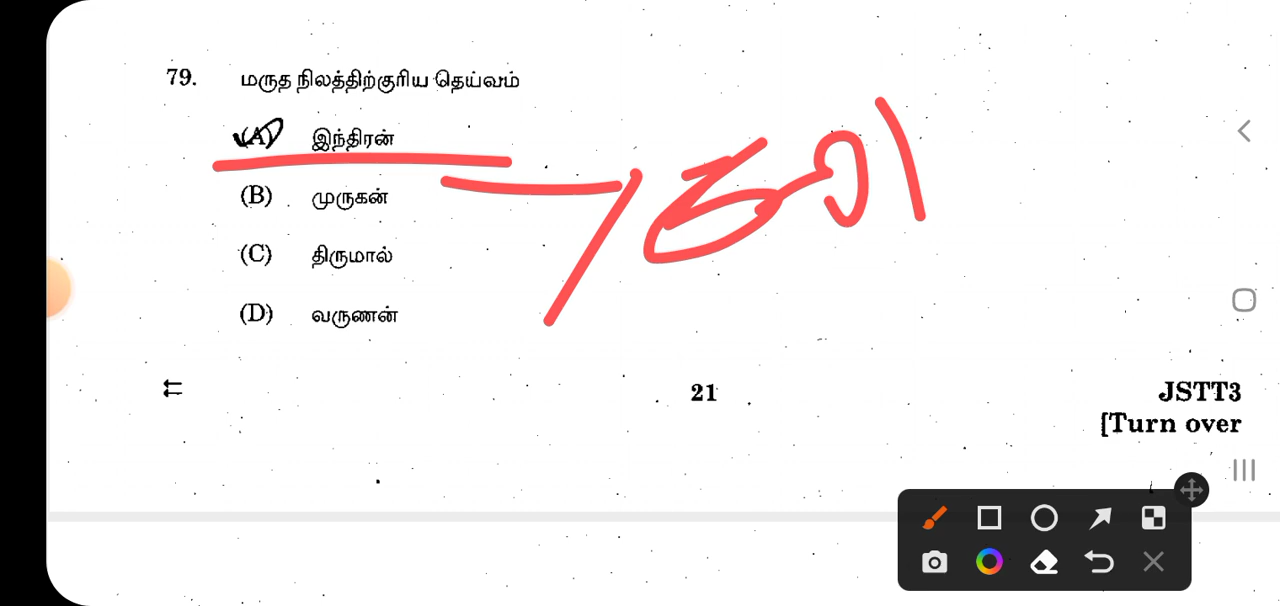 79. மருத நிலத்திற்குரிய தெய்வம்
(A) இந்திரன்
(B) முருகன்
(C) திருமால்
(D) வருணன்
⇇ 21 JSTT3
[Turn over